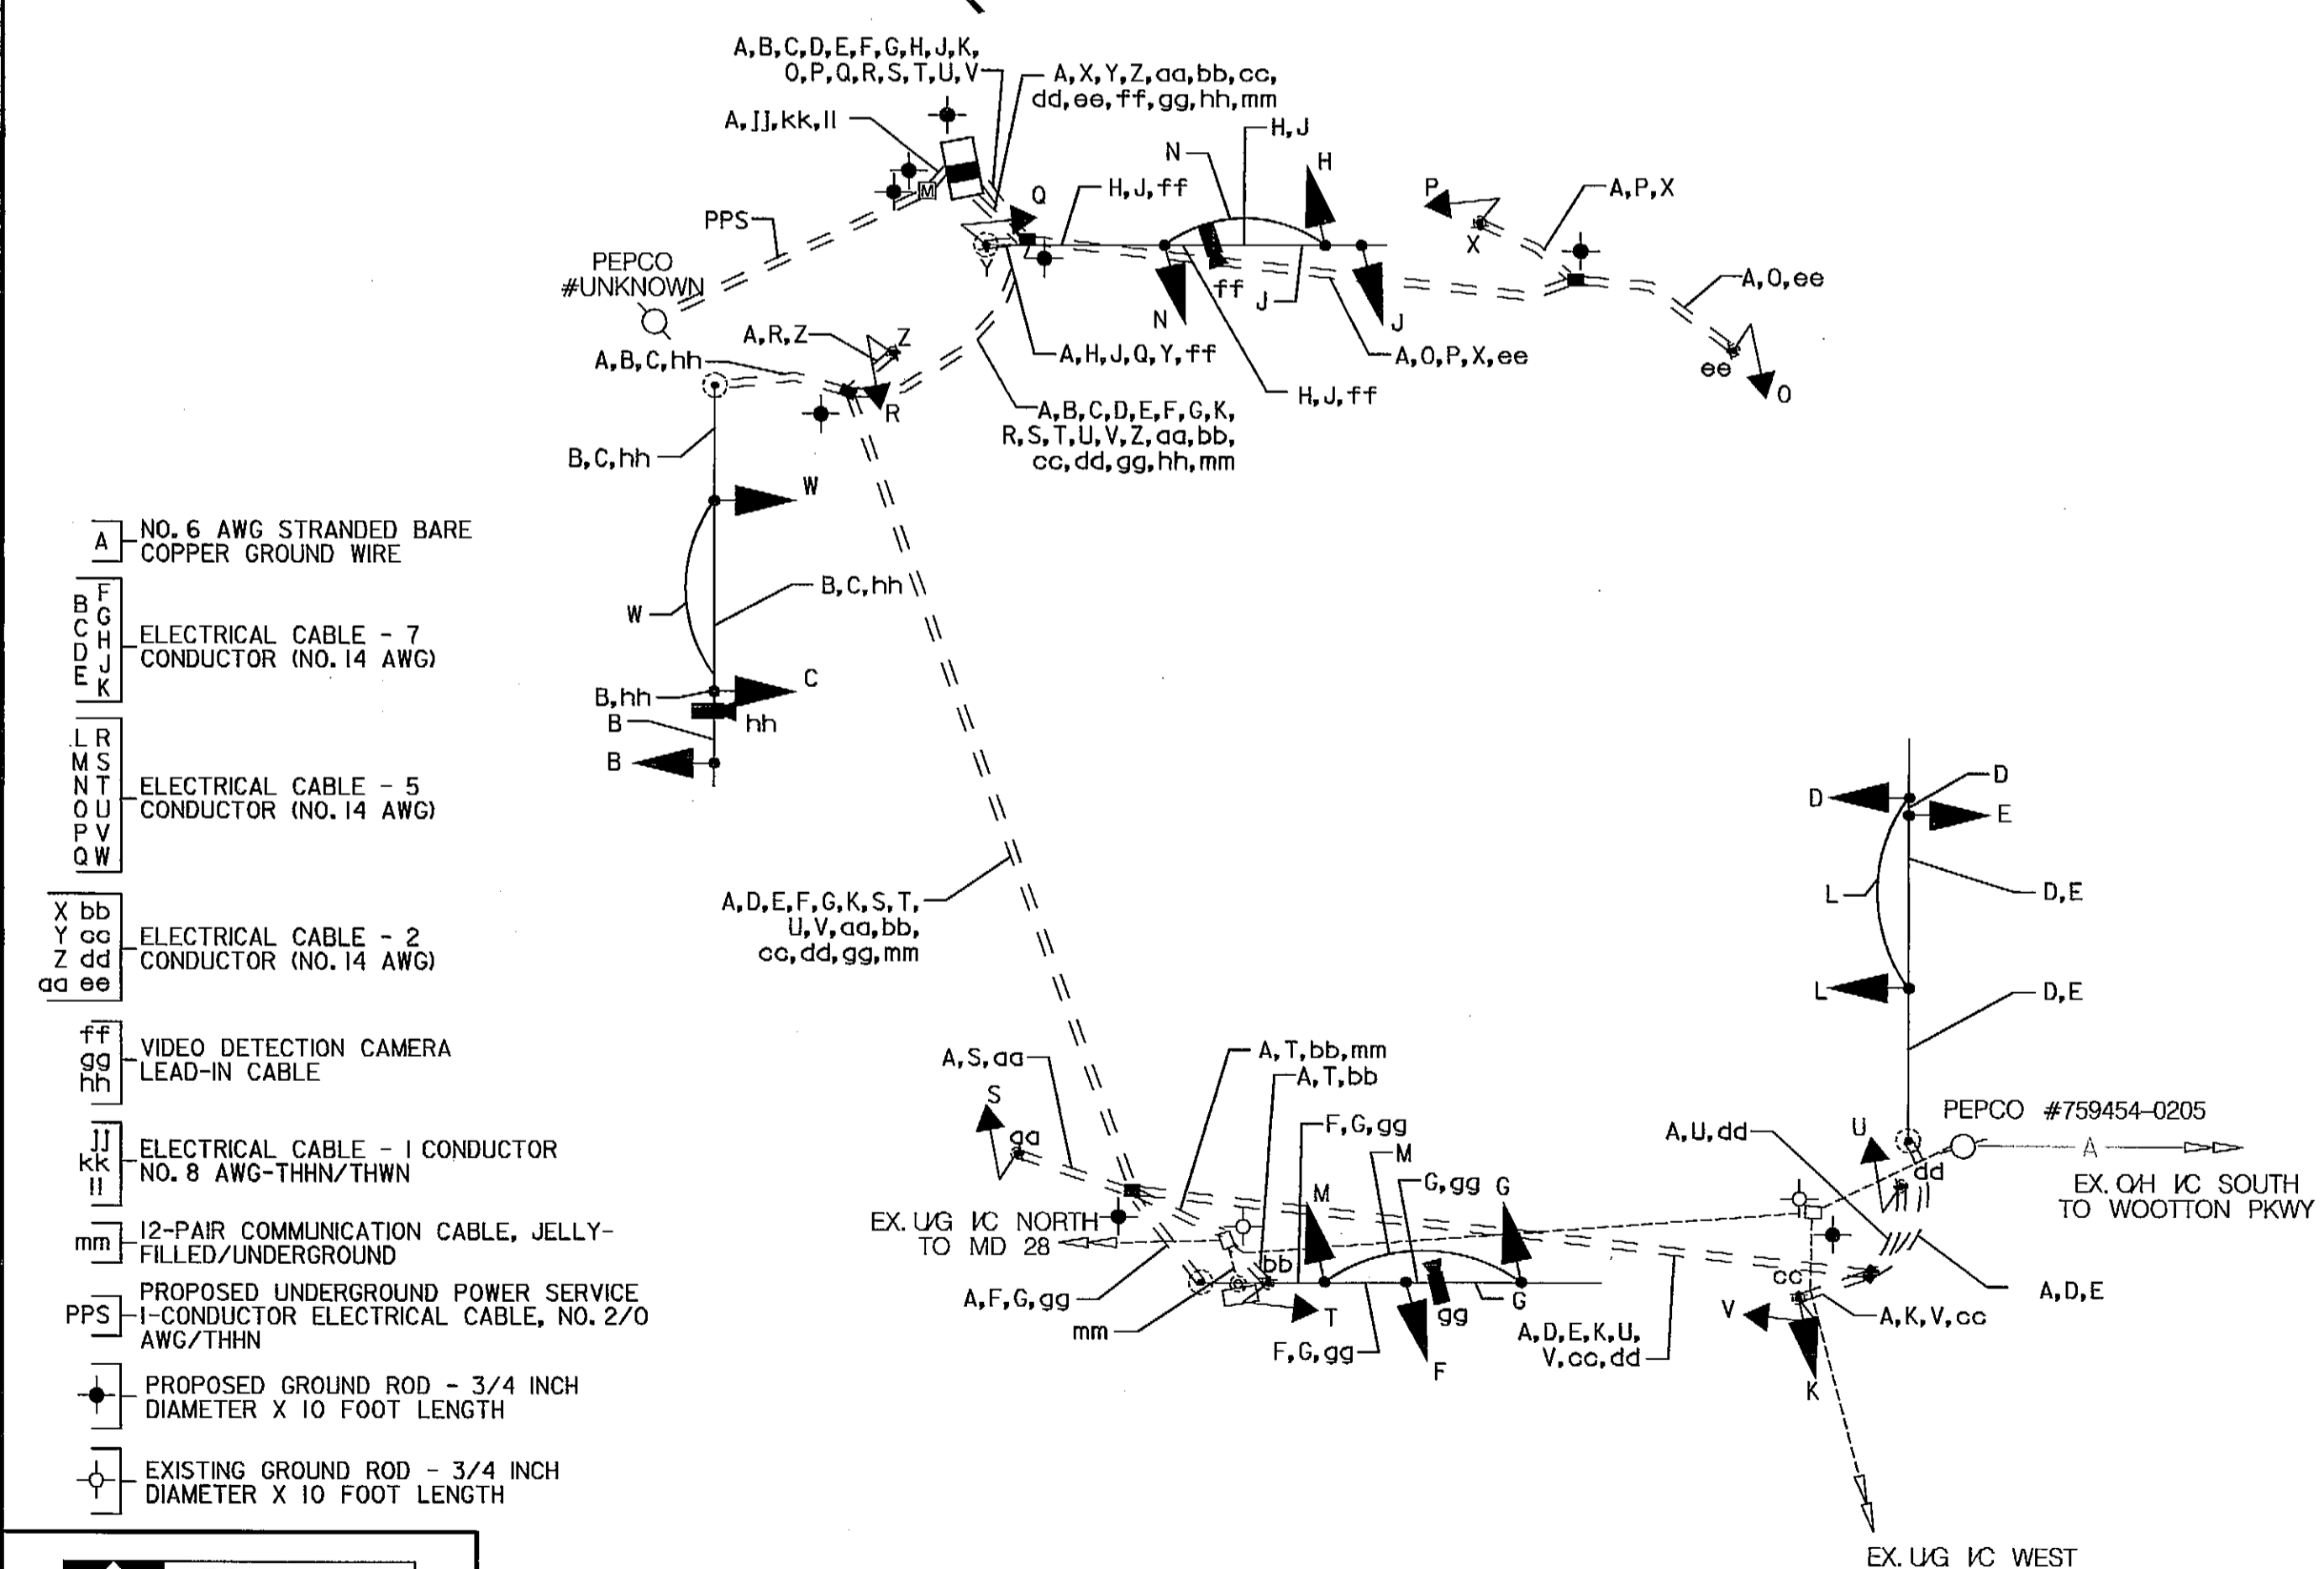 A,B,C,D,E,F,G,H,J,K,
O,P,Q,R,S,T,U,V
A,X,Y,Z,aa,bb,cc,
dd,ee,ff,gg,hh,mm
A,jj,kk,ll
H,J
N
H
Q
H,J,ff
P
A,P,X
M
PPS
X
Y
PEPCO
#UNKNOWN
ff
A,O,ee
J
N
J
A,R,Z
Z
A,H,J,Q,Y,ff
A,O,P,X,ee
A,B,C,hh
ee
O
H,J,ff
R
A,B,C,D,E,F,G,K,
R,S,T,U,V,Z,aa,bb,
cc,dd,gg,hh,mm
B,C,hh
W
B,C,hh
W
C
B,hh
hh
B
B
A NO. 6 AWG STRANDED BARE
COPPER GROUND WIRE
F
B G
C H
D J
E K
ELECTRICAL CABLE - 7
CONDUCTOR (NO. 14 AWG)
L R
M S
N T
O U
P V
Q W
ELECTRICAL CABLE - 5
CONDUCTOR (NO. 14 AWG)
X bb
Y cc
Z dd
aa ee
ELECTRICAL CABLE - 2
CONDUCTOR (NO. 14 AWG)
ff
gg
hh
VIDEO DETECTION CAMERA
LEAD-IN CABLE
jj
kk
ll
ELECTRICAL CABLE - 1 CONDUCTOR
NO. 8 AWG-THHN/THWN
mm 12-PAIR COMMUNICATION CABLE, JELLY-
FILLED/UNDERGROUND
PPS PROPOSED UNDERGROUND POWER SERVICE
1-CONDUCTOR ELECTRICAL CABLE, NO. 2/0
AWG/THHN
PROPOSED GROUND ROD - 3/4 INCH
DIAMETER X 10 FOOT LENGTH
EXISTING GROUND ROD - 3/4 INCH
DIAMETER X 10 FOOT LENGTH
A,D,E,F,G,K,S,T,
U,V,aa,bb,
cc,dd,gg,mm
D
D
E
L
D,E
L
D,E
A,S,aa
A,T,bb,mm
A,T,bb
S
aa
F,G,gg
M
G,gg
G
M
PEPCO #759454-0205
A,U,dd
U
A
dd
EX. O/H I/C SOUTH
TO WOOTTON PKWY
EX. U/G I/C NORTH
TO MD 28
bb
cc
A,F,G,gg
T
gg
G
mm
F,G,gg
F
A,D,E,K,U,
V,cc,dd
V
A,K,V,cc
A,D,E
K
EX. U/G I/C WEST